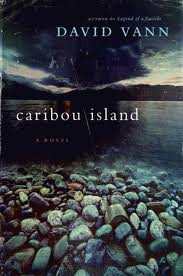 AUTHOR OF Legend of a Suicide
DAVID VANN
caribou island
A NOVEL